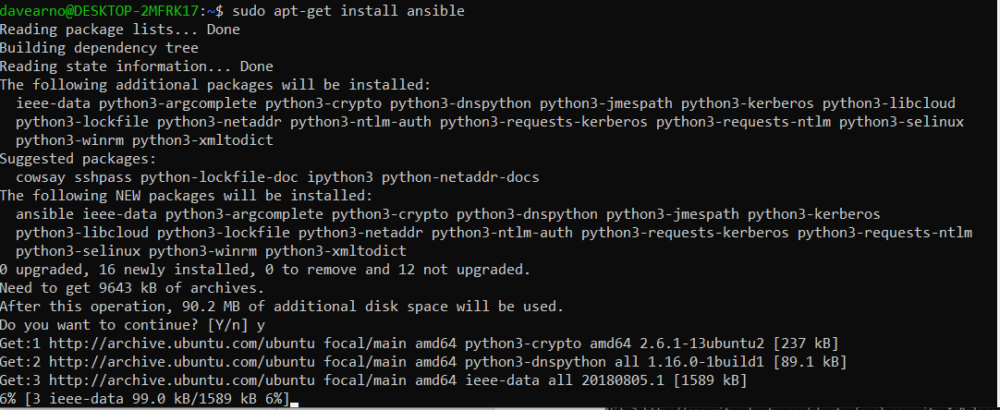 davearno@DESKTOP-2MFRK17:~$ sudo apt-get install ansible
Reading package lists... Done
Building dependency tree
Reading state information... Done
The following additional packages will be installed:
  ieee-data python3-argcomplete python3-crypto python3-dnspython python3-jmespath python3-kerberos python3-libcloud
  python3-lockfile python3-netaddr python3-ntlm-auth python3-requests-kerberos python3-requests-ntlm python3-selinux
  python3-winrm python3-xmltodict
Suggested packages:
  cowsay sshpass python-lockfile-doc ipython3 python-netaddr-docs
The following NEW packages will be installed:
  ansible ieee-data python3-argcomplete python3-crypto python3-dnspython python3-jmespath python3-kerberos
  python3-libcloud python3-lockfile python3-netaddr python3-ntlm-auth python3-requests-kerberos python3-requests-ntlm
  python3-selinux python3-winrm python3-xmltodict
0 upgraded, 16 newly installed, 0 to remove and 12 not upgraded.
Need to get 9643 kB of archives.
After this operation, 90.2 MB of additional disk space will be used.
Do you want to continue? [Y/n] y
Get:1 http://archive.ubuntu.com/ubuntu focal/main amd64 python3-crypto amd64 2.6.1-13ubuntu2 [237 kB]
Get:2 http://archive.ubuntu.com/ubuntu focal/main amd64 python3-dnspython all 1.16.0-1build1 [89.1 kB]
Get:3 http://archive.ubuntu.com/ubuntu focal/main amd64 ieee-data all 20180805.1 [1589 kB]
6% [3 ieee-data 99.0 kB/1589 kB 6%]